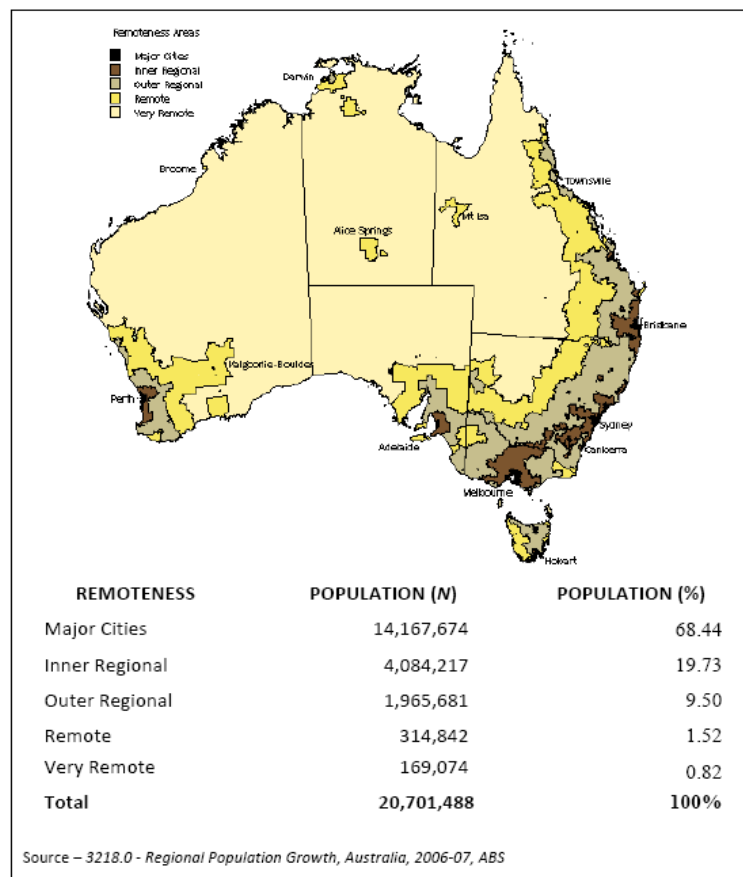 Remoteness Areas
Major Cities
Inner Regional
Outer Regional
Remote
Very Remote
Darwin
Broome
Townsville
Mt Isa
Alice Springs
Brisbane
Kalgoorlie-Boulder
Perth
Sydney
Adelaide
Canberra
Melbourne
Hobart
REMOTENESS POPULATION (N) POPULATION (%)
Major Cities 14,167,674 68.44
Inner Regional 4,084,217 19.73
Outer Regional 1,965,681 9.50
Remote 314,842 1.52
Very Remote 169,074 0.82
Total 20,701,488 100%
Source – 3218.0 - Regional Population Growth, Australia, 2006-07, ABS